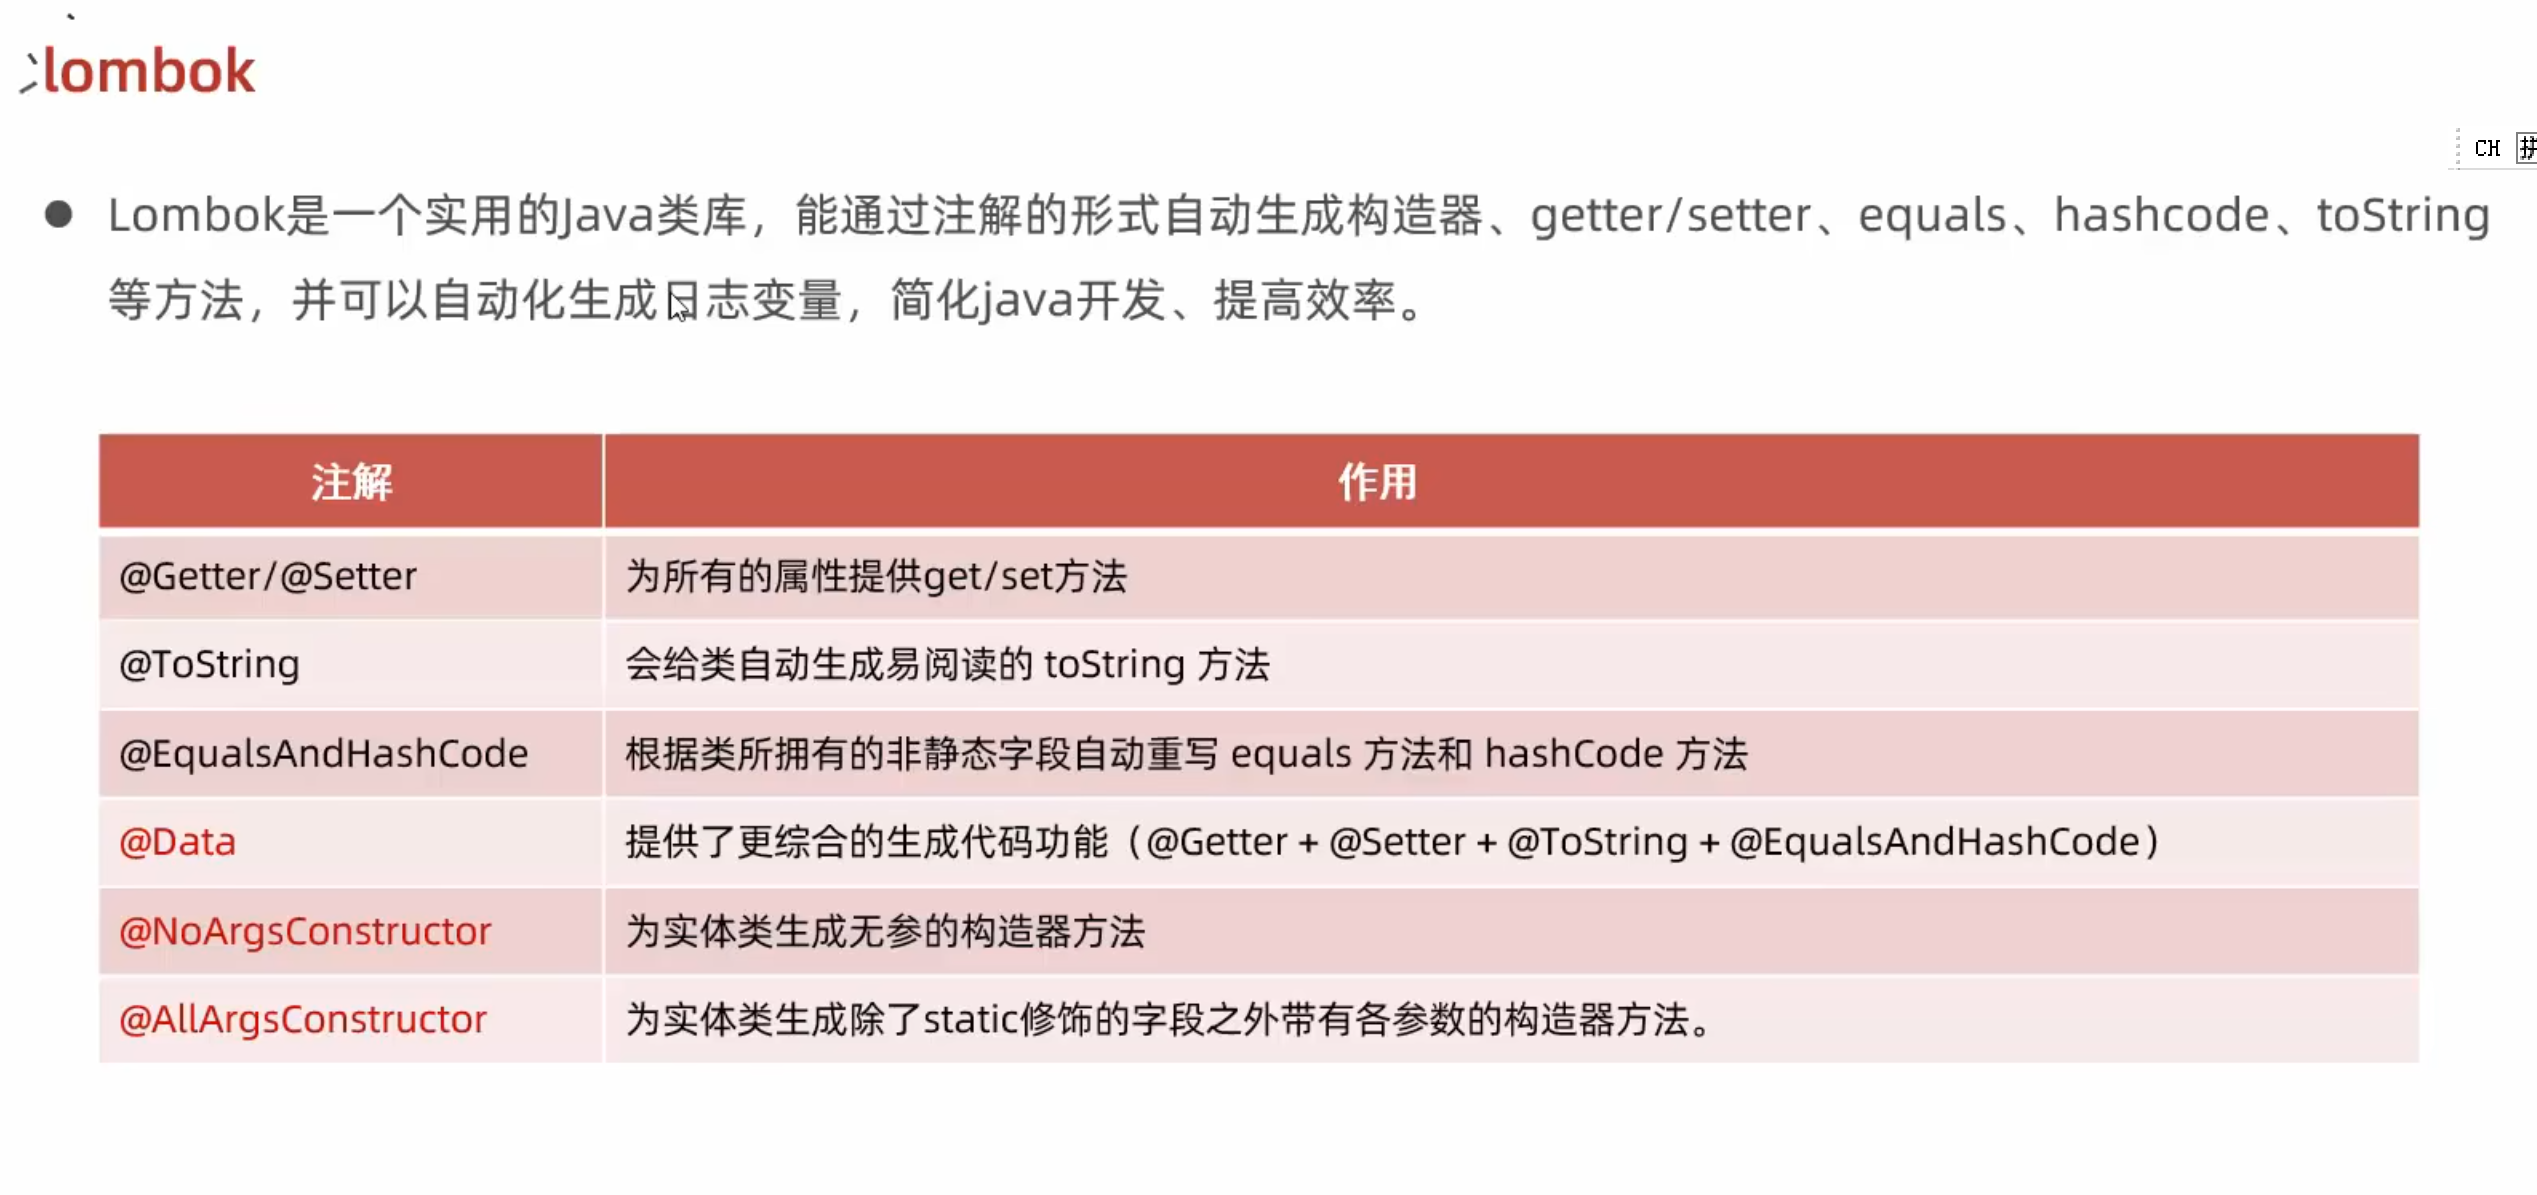 lombok
CH 拼
● Lombok是一个实用的Java类库，能通过注解的形式自动生成构造器、getter/setter、equals、hashcode、toString
等方法，并可以自动化生成日志变量，简化java开发、提高效率。
注解 作用
@Getter/@Setter 为所有的属性提供get/set方法
@ToString 会给类自动生成易阅读的 toString 方法
@EqualsAndHashCode 根据类所拥有的非静态字段自动重写 equals 方法和 hashCode 方法
@Data 提供了更综合的生成代码功能（@Getter + @Setter + @ToString + @EqualsAndHashCode）
@NoArgsConstructor 为实体类生成无参的构造器方法
@AllArgsConstructor 为实体类生成除了static修饰的字段之外带有各参数的构造器方法。